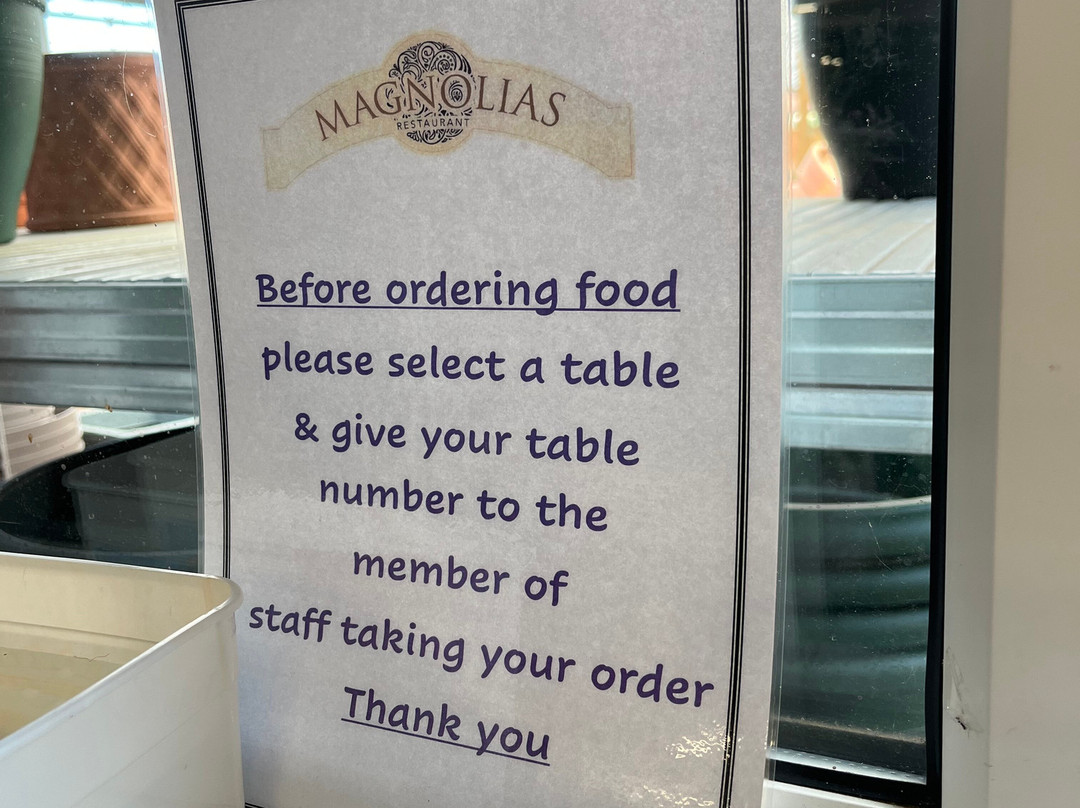 MAGNOLIAS
RESTAURANT
Before ordering food
please select a table
& give your table
number to the
member of
staff taking your order
Thank you